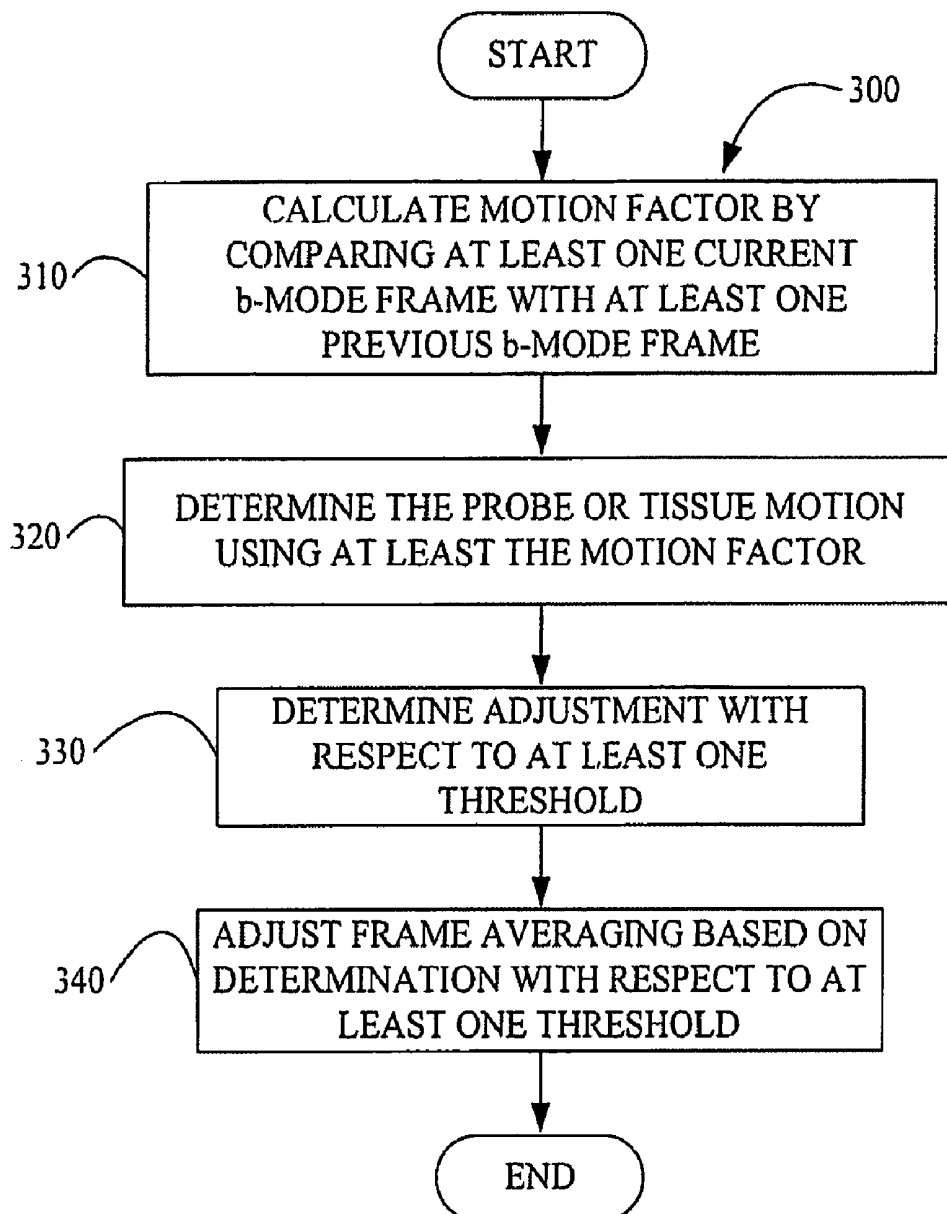 START
300
CALCULATE MOTION FACTOR BY
COMPARING AT LEAST ONE CURRENT
b-MODE FRAME WITH AT LEAST ONE
PREVIOUS b-MODE FRAME
310
DETERMINE THE PROBE OR TISSUE MOTION
USING AT LEAST THE MOTION FACTOR
320
DETERMINE ADJUSTMENT WITH
RESPECT TO AT LEAST ONE
THRESHOLD
330
ADJUST FRAME AVERAGING BASED ON
DETERMINATION WITH RESPECT TO AT
LEAST ONE THRESHOLD
340
END